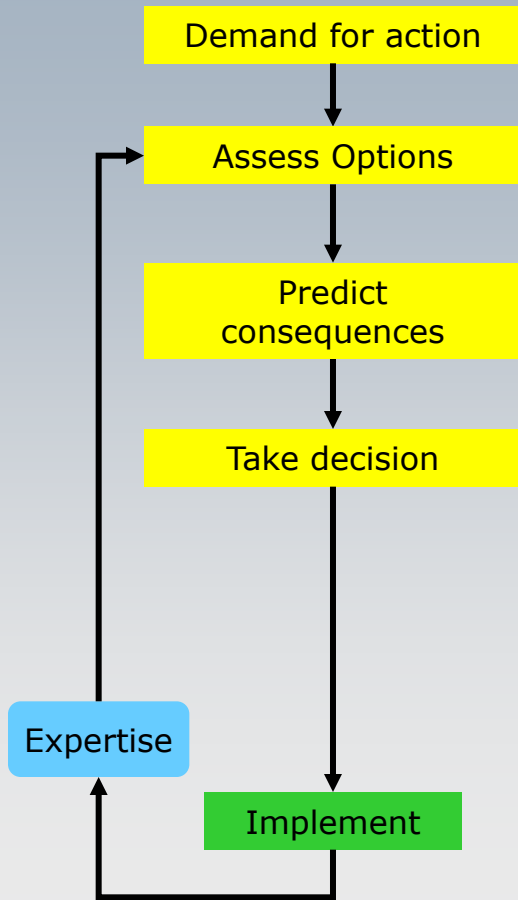 Demand for action
Assess Options
Predict
consequences
Take decision
Expertise
Implement